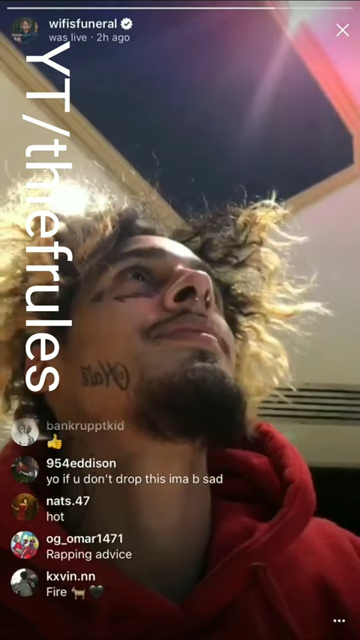 wifisfuneral
was live · 2h ago
YT/thiefrules
bankrupptkid
👍
954eddison
yo if u don't drop this ima b sad
nats.47
hot
og_omar1471
Rapping advice
kxvin.nn
Fire 🐐🖤